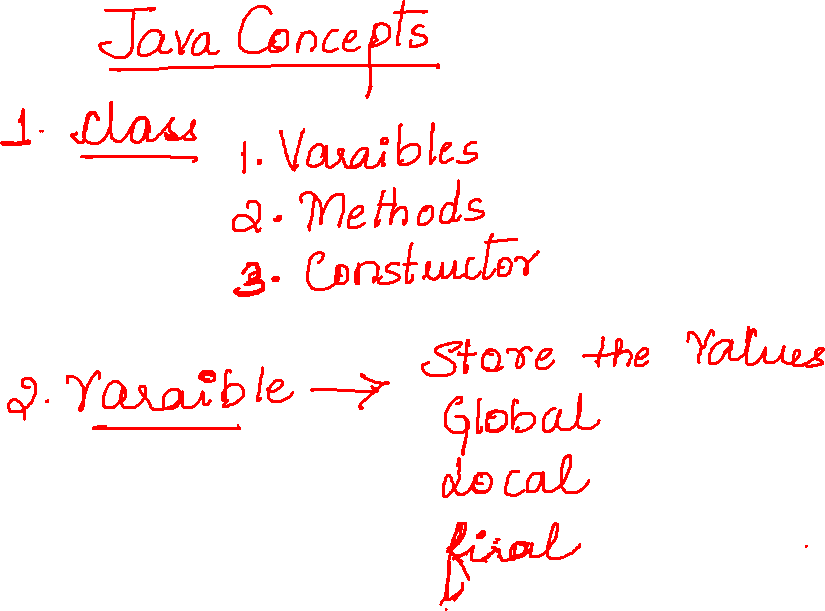 Java Concepts
1. class
1. Varaibles
2. Methods
3. Constuctor
2. Varaible → Store the Values
Global
Local
final